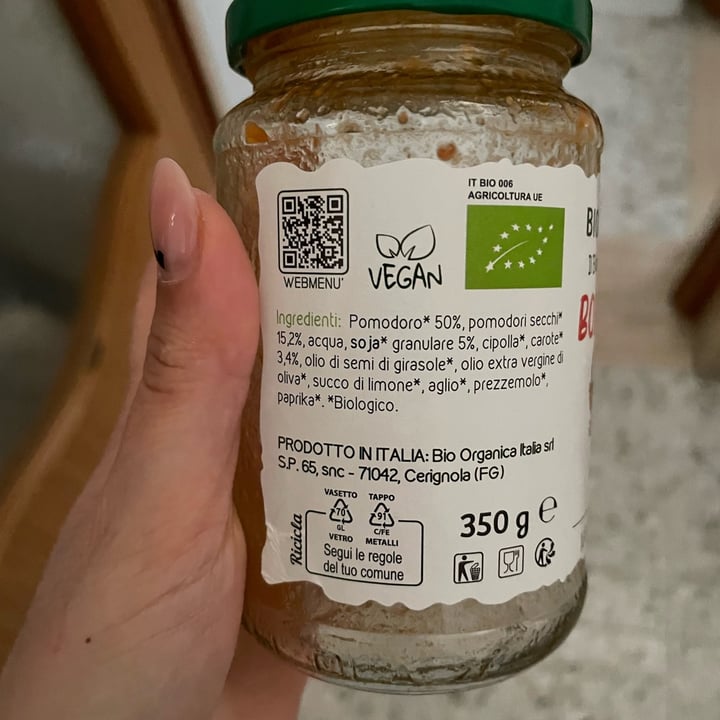 IT BIO 006
AGRICOLTURA UE
WEBMENU®
VEGAN
Ingredienti: Pomodoro* 50%, pomodori secchi*
15,2%, acqua, soja* granulare 5%, cipolla*, carote*
3,4%, olio di semi di girasole*, olio extra vergine di
oliva*, succo di limone*, aglio*, prezzemolo*,
paprika*. *Biologico.
PRODOTTO IN ITALIA: Bio Organica Italia srl
S.P. 65, snc - 71042, Cerignola (FG)
VASETTO TAPPO
70 91
GL C/FE
VETRO METALLI
Ricicla
Segui le regole
del tuo comune
350 g e